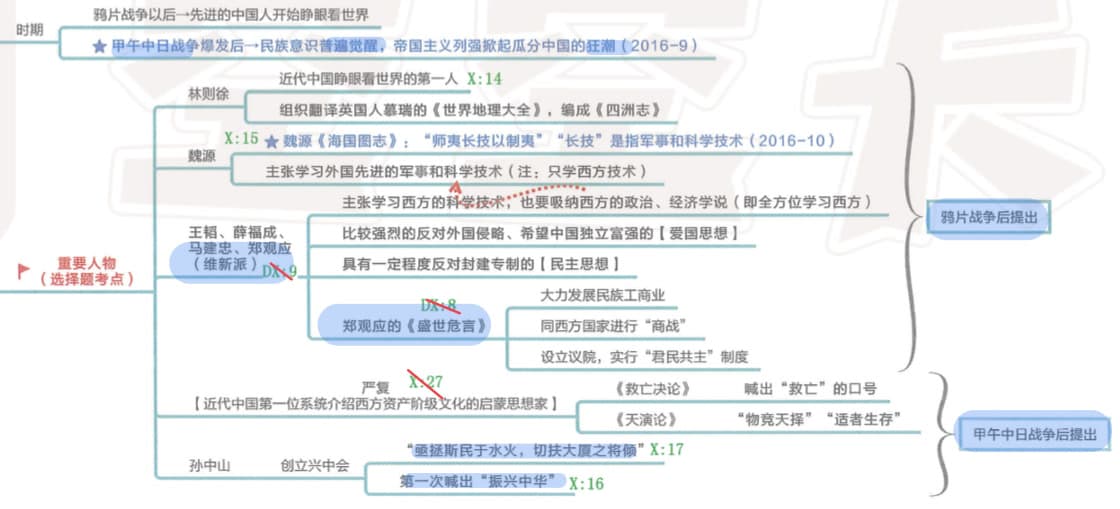 鸦片战争以后→先进的中国人开始睁眼看世界
时期
★ 甲午中日战争爆发后→民族意识普遍觉醒，帝国主义列强掀起瓜分中国的狂潮（2016-9）
近代中国睁眼看世界的第一人 X:14
林则徐
组织翻译英国人慕瑞的《世界地理大全》，编成《四洲志》
X:15 ★ 魏源《海国图志》：“师夷长技以制夷”“长技”是指军事和科学技术（2016-10）
魏源
主张学习外国先进的军事和科学技术（注：只学西方技术）
主张学习西方的科学技术，也要吸纳西方的政治、经济学说（即全方位学习西方）
鸦片战争后提出
王韬、薛福成、
马建忠、郑观应
（维新派）DX:9
比较强烈的反对外国侵略、希望中国独立富强的【爱国思想】
具有一定程度反对封建专制的【民主思想】
重要人物
（选择题考点）
DX:8
郑观应的《盛世危言》
大力发展民族工商业
同西方国家进行“商战”
设立议院，实行“君民共主”制度
严复 X:27
【近代中国第一位系统介绍西方资产阶级文化的启蒙思想家】
《救亡决论》 喊出“救亡”的口号
《天演论》 “物竞天择”“适者生存”
甲午中日战争后提出
孙中山 创立兴中会
“亟拯斯民于水火，切扶大厦之将倾” X:17
第一次喊出“振兴中华” X:16